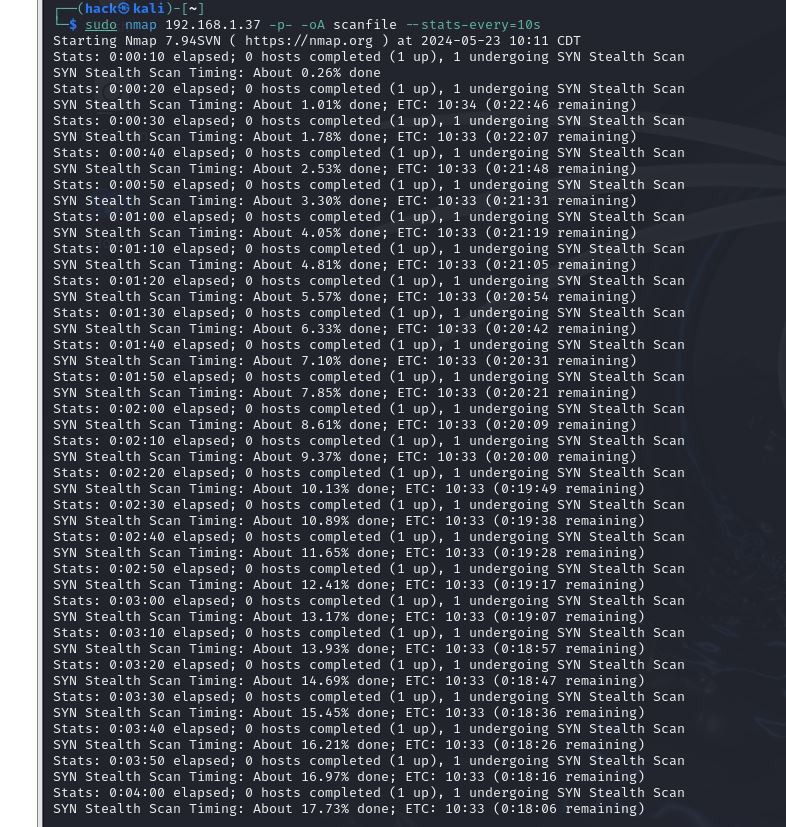 ┌──(hack㉿kali)-[~]
└─$ sudo nmap 192.168.1.37 -p- -oA scanfile --stats-every=10s
Starting Nmap 7.94SVN ( https://nmap.org ) at 2024-05-23 10:11 CDT
Stats: 0:00:10 elapsed; 0 hosts completed (1 up), 1 undergoing SYN Stealth Scan
SYN Stealth Scan Timing: About 0.26% done
Stats: 0:00:20 elapsed; 0 hosts completed (1 up), 1 undergoing SYN Stealth Scan
SYN Stealth Scan Timing: About 1.01% done; ETC: 10:34 (0:22:46 remaining)
Stats: 0:00:30 elapsed; 0 hosts completed (1 up), 1 undergoing SYN Stealth Scan
SYN Stealth Scan Timing: About 1.78% done; ETC: 10:33 (0:22:07 remaining)
Stats: 0:00:40 elapsed; 0 hosts completed (1 up), 1 undergoing SYN Stealth Scan
SYN Stealth Scan Timing: About 2.53% done; ETC: 10:33 (0:21:48 remaining)
Stats: 0:00:50 elapsed; 0 hosts completed (1 up), 1 undergoing SYN Stealth Scan
SYN Stealth Scan Timing: About 3.30% done; ETC: 10:33 (0:21:31 remaining)
Stats: 0:01:00 elapsed; 0 hosts completed (1 up), 1 undergoing SYN Stealth Scan
SYN Stealth Scan Timing: About 4.05% done; ETC: 10:33 (0:21:19 remaining)
Stats: 0:01:10 elapsed; 0 hosts completed (1 up), 1 undergoing SYN Stealth Scan
SYN Stealth Scan Timing: About 4.81% done; ETC: 10:33 (0:21:05 remaining)
Stats: 0:01:20 elapsed; 0 hosts completed (1 up), 1 undergoing SYN Stealth Scan
SYN Stealth Scan Timing: About 5.57% done; ETC: 10:33 (0:20:54 remaining)
Stats: 0:01:30 elapsed; 0 hosts completed (1 up), 1 undergoing SYN Stealth Scan
SYN Stealth Scan Timing: About 6.33% done; ETC: 10:33 (0:20:42 remaining)
Stats: 0:01:40 elapsed; 0 hosts completed (1 up), 1 undergoing SYN Stealth Scan
SYN Stealth Scan Timing: About 7.10% done; ETC: 10:33 (0:20:31 remaining)
Stats: 0:01:50 elapsed; 0 hosts completed (1 up), 1 undergoing SYN Stealth Scan
SYN Stealth Scan Timing: About 7.85% done; ETC: 10:33 (0:20:21 remaining)
Stats: 0:02:00 elapsed; 0 hosts completed (1 up), 1 undergoing SYN Stealth Scan
SYN Stealth Scan Timing: About 8.61% done; ETC: 10:33 (0:20:09 remaining)
Stats: 0:02:10 elapsed; 0 hosts completed (1 up), 1 undergoing SYN Stealth Scan
SYN Stealth Scan Timing: About 9.37% done; ETC: 10:33 (0:20:00 remaining)
Stats: 0:02:20 elapsed; 0 hosts completed (1 up), 1 undergoing SYN Stealth Scan
SYN Stealth Scan Timing: About 10.13% done; ETC: 10:33 (0:19:49 remaining)
Stats: 0:02:30 elapsed; 0 hosts completed (1 up), 1 undergoing SYN Stealth Scan
SYN Stealth Scan Timing: About 10.89% done; ETC: 10:33 (0:19:38 remaining)
Stats: 0:02:40 elapsed; 0 hosts completed (1 up), 1 undergoing SYN Stealth Scan
SYN Stealth Scan Timing: About 11.65% done; ETC: 10:33 (0:19:28 remaining)
Stats: 0:02:50 elapsed; 0 hosts completed (1 up), 1 undergoing SYN Stealth Scan
SYN Stealth Scan Timing: About 12.41% done; ETC: 10:33 (0:19:17 remaining)
Stats: 0:03:00 elapsed; 0 hosts completed (1 up), 1 undergoing SYN Stealth Scan
SYN Stealth Scan Timing: About 13.17% done; ETC: 10:33 (0:19:07 remaining)
Stats: 0:03:10 elapsed; 0 hosts completed (1 up), 1 undergoing SYN Stealth Scan
SYN Stealth Scan Timing: About 13.93% done; ETC: 10:33 (0:18:57 remaining)
Stats: 0:03:20 elapsed; 0 hosts completed (1 up), 1 undergoing SYN Stealth Scan
SYN Stealth Scan Timing: About 14.69% done; ETC: 10:33 (0:18:47 remaining)
Stats: 0:03:30 elapsed; 0 hosts completed (1 up), 1 undergoing SYN Stealth Scan
SYN Stealth Scan Timing: About 15.45% done; ETC: 10:33 (0:18:36 remaining)
Stats: 0:03:40 elapsed; 0 hosts completed (1 up), 1 undergoing SYN Stealth Scan
SYN Stealth Scan Timing: About 16.21% done; ETC: 10:33 (0:18:26 remaining)
Stats: 0:03:50 elapsed; 0 hosts completed (1 up), 1 undergoing SYN Stealth Scan
SYN Stealth Scan Timing: About 16.97% done; ETC: 10:33 (0:18:16 remaining)
Stats: 0:04:00 elapsed; 0 hosts completed (1 up), 1 undergoing SYN Stealth Scan
SYN Stealth Scan Timing: About 17.73% done; ETC: 10:33 (0:18:06 remaining)